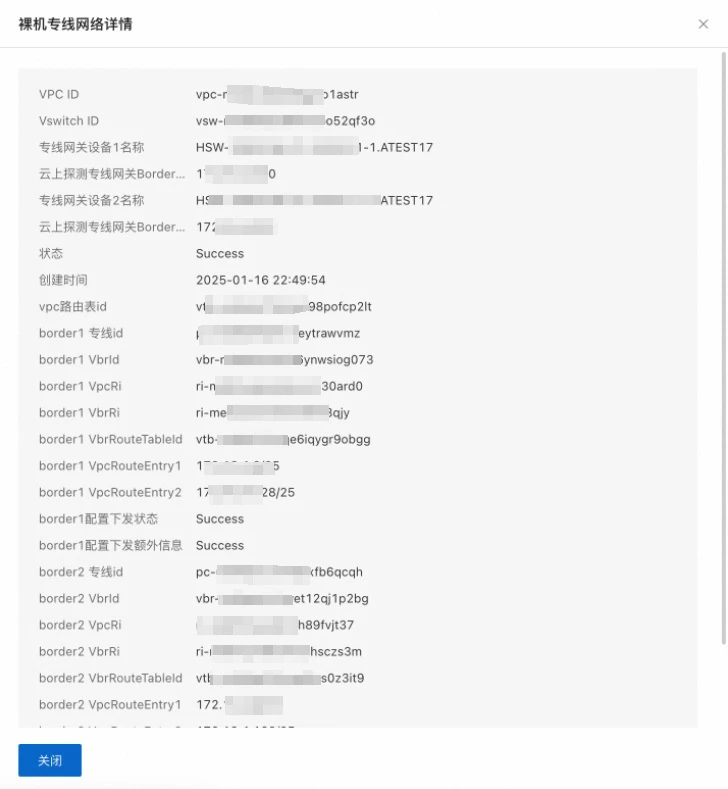 裸机专线网络详情
VPC ID vpc- o1astr
Vswitch ID vsw- o52qf3o
专线网关设备1名称 HSW- 1-1.ATEST17
云上探测专线网关Border... 1 0
专线网关设备2名称 HS ATEST17
云上探测专线网关Border... 172
状态 Success
创建时间 2025-01-16 22:49:54
vpc路由表id vt 98pofcp2lt
border1 专线id eytrawvmz
border1 VbrId vbr- ynwsiog073
border1 VpcRi ri-m 30ard0
border1 VbrRi ri-me qjy
border1 VbrRouteTableId vtb- qe6iqygr9obgg
border1 VpcRouteEntry1 1 5
border1 VpcRouteEntry2 17 28/25
border1配置下发状态 Success
border1配置下发额外信息 Success
border2 专线id pc- fb6qcqh
border2 VbrId vbr- et12qj1p2bg
border2 VpcRi h89fvjt37
border2 VbrRi ri- hsczs3m
border2 VbrRouteTableId vtb s0z3it9
border2 VpcRouteEntry1 172.
关闭